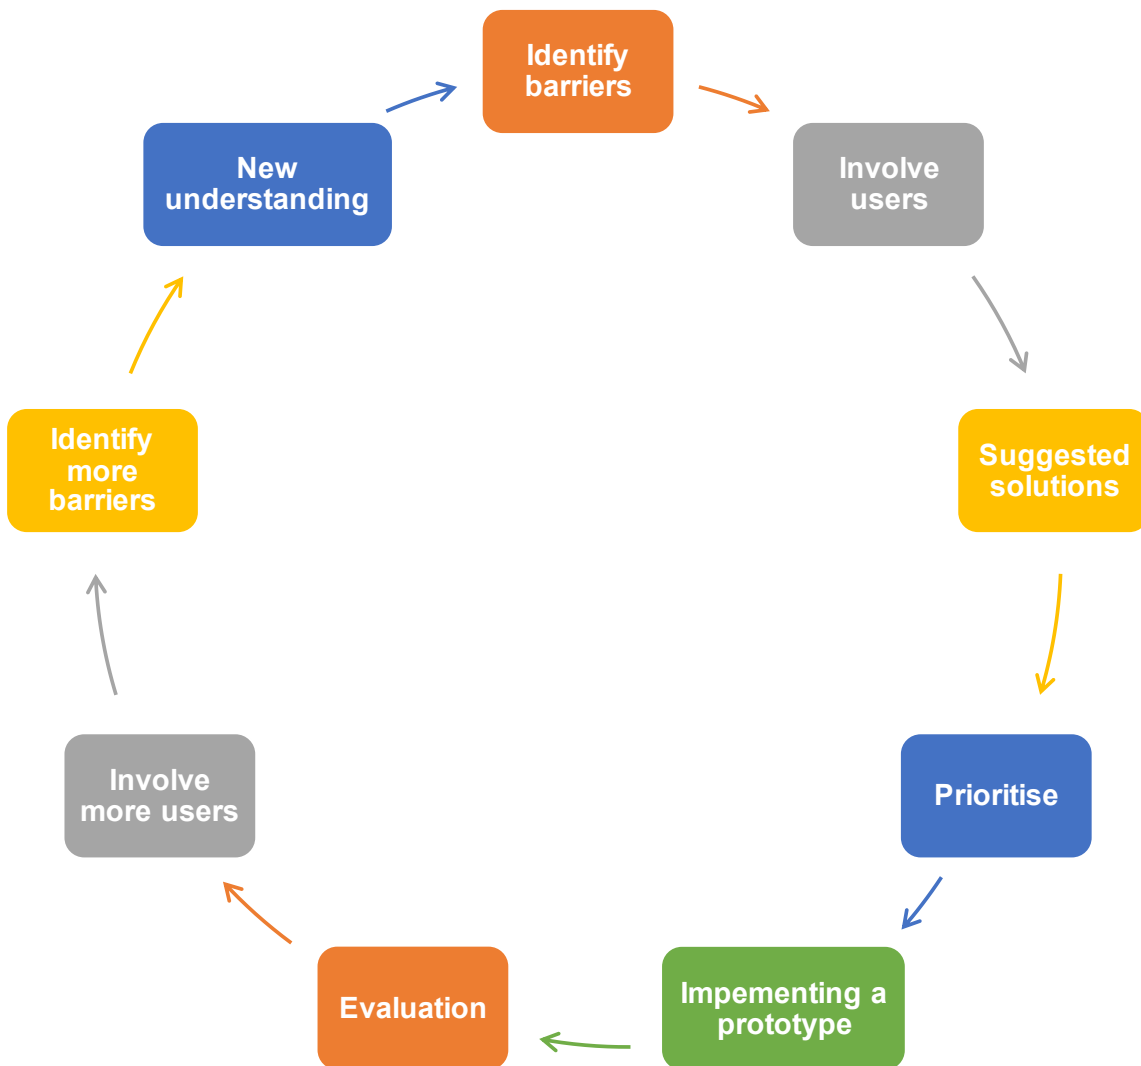 Identify
barriers
Involve
users
Suggested
solutions
Prioritise
Impementing a
prototype
Evaluation
Involve
more users
Identify
more
barriers
New
understanding